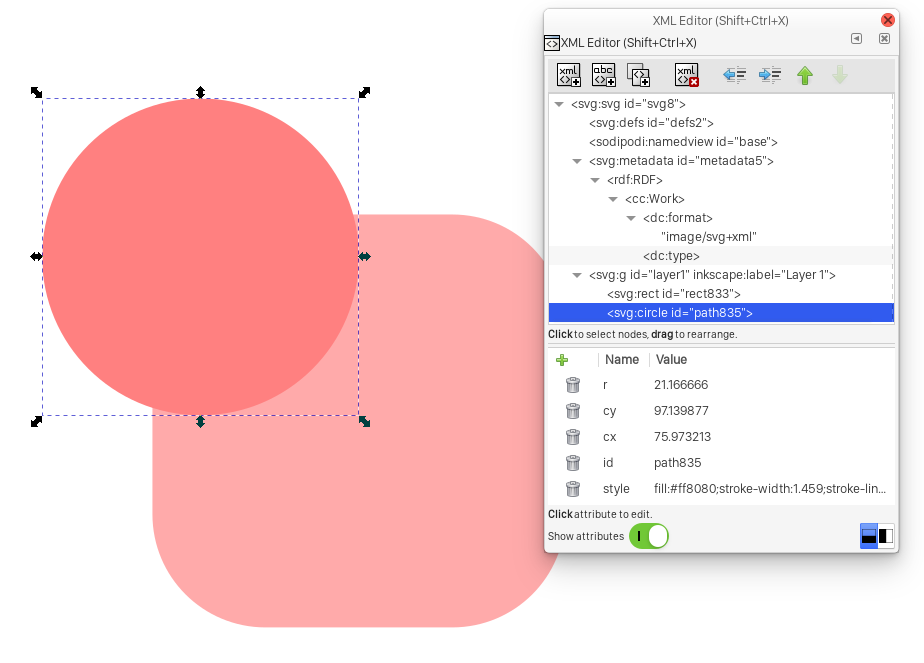 XML Editor (Shift+Ctrl+X)
XML Editor (Shift+Ctrl+X)
xml abc xml
<svg:svg id="svg8">
<svg:defs id="defs2">
<sodipodi:namedview id="base">
<svg:metadata id="metadata5">
<rdf:RDF>
<cc:Work>
<dc:format>
"image/svg+xml"
<dc:type>
<svg:g id="layer1" inkscape:label="Layer 1">
<svg:rect id="rect833">
<svg:circle id="path835">
Click to select nodes, drag to rearrange.
Name Value
r 21.166666
cy 97.139877
cx 75.973213
id path835
style fill:#ff8080;stroke-width:1.459;stroke-lin...
Click attribute to edit.
Show attributes